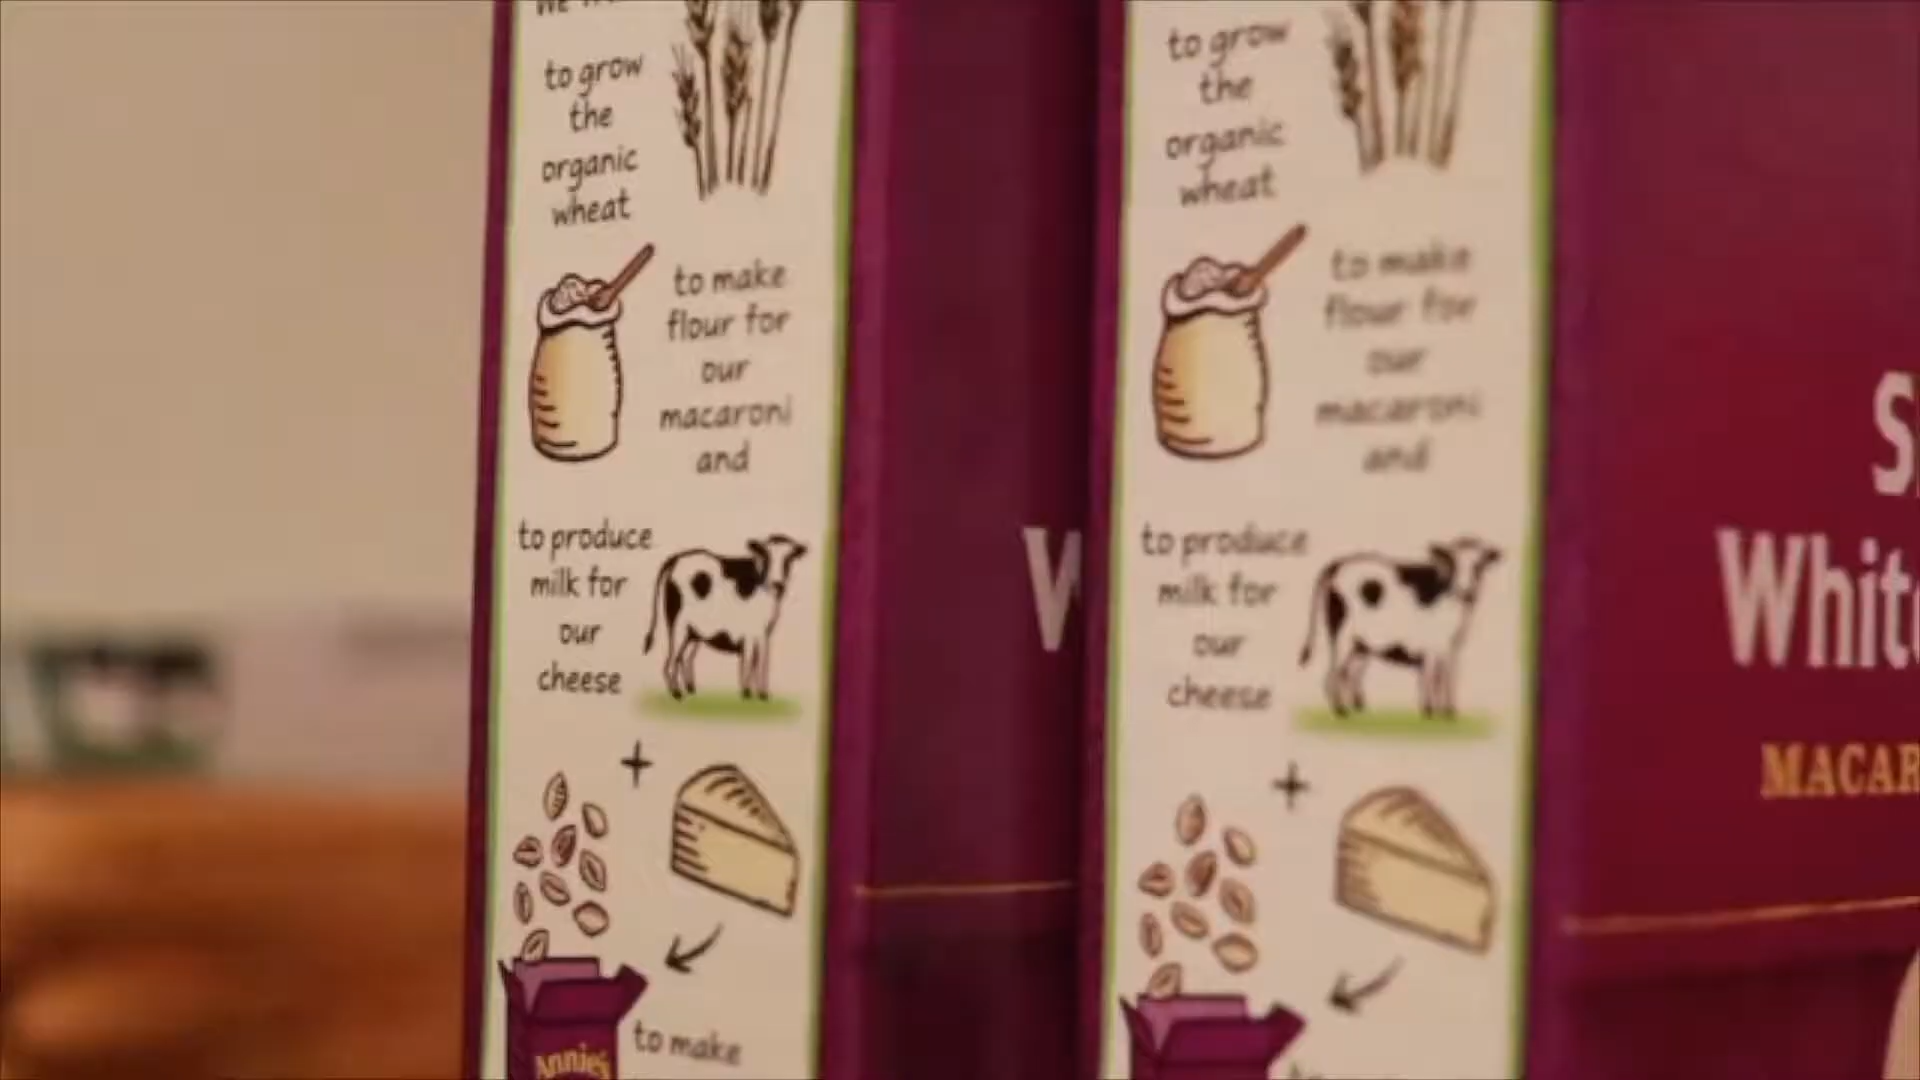 to grow
the
organic
wheat
to make
flour for
our
macaroni
and
to produce
milk for
our
cheese
+
Annie's
to make
W
to grow
the
organic
wheat
to make
flour for
our
macaroni
and
to produce
milk for
our
cheese
+
S
White
MACAR